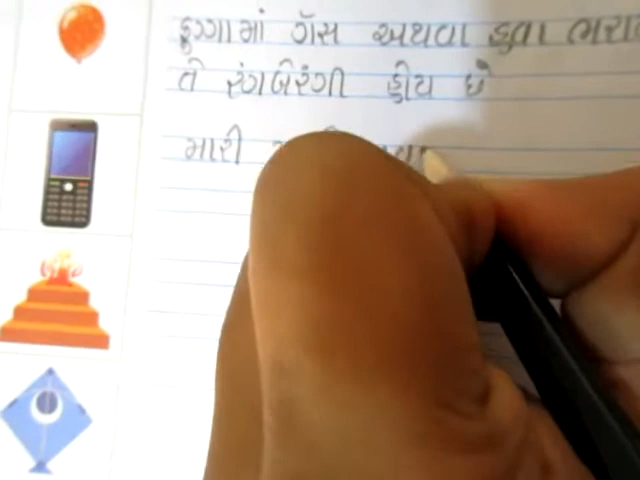 ફુગ્ગામાં ગૅસ અથવા હવા ભરા
તે રંગબેરંગી હોય છે
મારી